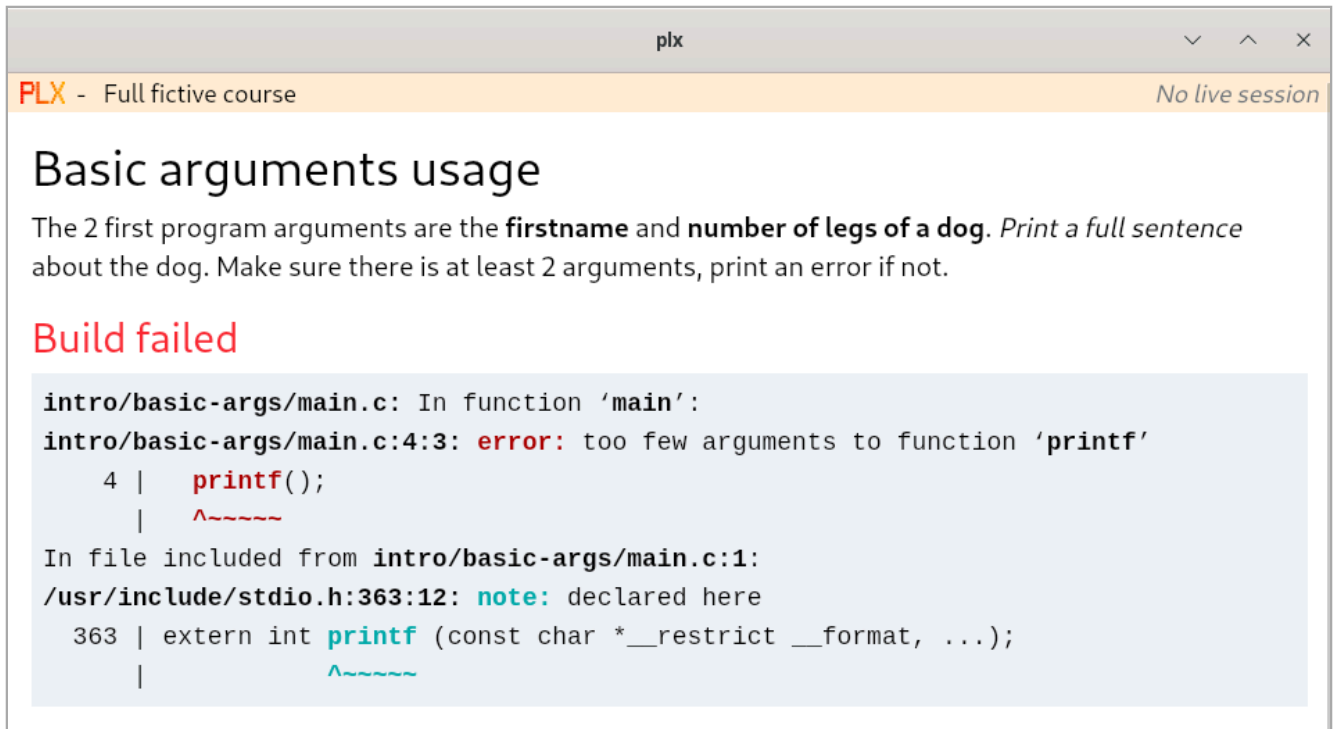 plx
PLX - Full fictive course No live session
Basic arguments usage
The 2 first program arguments are the firstname and number of legs of a dog. Print a full sentence
about the dog. Make sure there is at least 2 arguments, print an error if not.
Build failed
intro/basic-args/main.c: In function ‘main’:
intro/basic-args/main.c:4:3: error: too few arguments to function ‘printf’
    4 |   printf();
      |   ^~~~~~
In file included from intro/basic-args/main.c:1:
/usr/include/stdio.h:363:12: note: declared here
  363 | extern int printf (const char *__restrict __format, ...);
      |            ^~~~~~